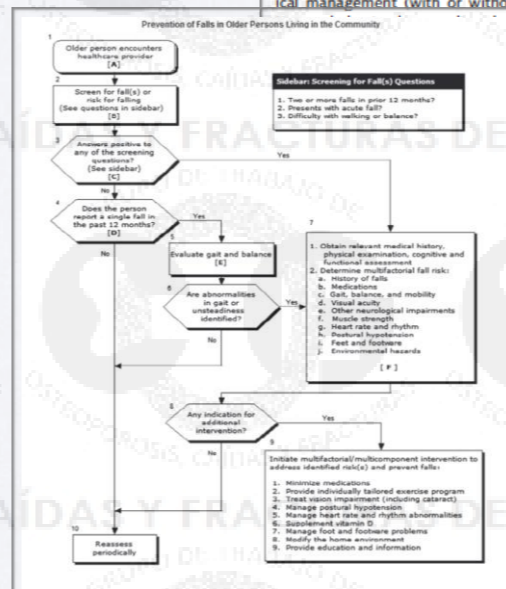 ical management (with or witho
Prevention of Falls in Older Persons Living in the Community
1
Older person encounters
healthcare provider
[A]
2
Screen for fall(s) or
risk for falling
(See questions in sidebar)
[B]
Sidebar: Screening for Fall(s) Questions
1. Two or more falls in prior 12 months?
2. Presents with acute fall?
3. Difficulty with walking or balance?
3
Answers positive to
any of the screening
questions?
(See sidebar)
[C]
Yes
No
4
Does the person
report a single fall in
the past 12 months?
[D]
Yes
No
5
Evaluate gait and balance
[E]
6
Are abnormalities
in gait or
unsteadiness
identified?
Yes
No
7
1. Obtain relevant medical history,
physical examination, cognitive and
functional assessment
2. Determine multifactorial fall risk:
a. History of falls
b. Medications
c. Gait, balance, and mobility
d. Visual acuity
e. Other neurological impairments
f. Muscle strength
g. Heart rate and rhythm
h. Postural hypotension
i. Feet and footware
j. Environmental hazards
[F]
8
Any indication for
additional
intervention?
Yes
No
9
Initiate multifactorial/multicomponent intervention to
address identified risk(s) and prevent falls:
1. Minimize medications
2. Provide individually tailored exercise program
3. Treat vision impairment (including cataract)
4. Manage postural hypotension
5. Manage heart rate and rhythm abnormalities
6. Supplement vitamin D
7. Manage foot and footware problems
8. Modify the home environment
9. Provide education and information
10
Reassess
periodically
AÍDAS Y FRACTURAS DE
AÍDAS Y FRACTURAS DE